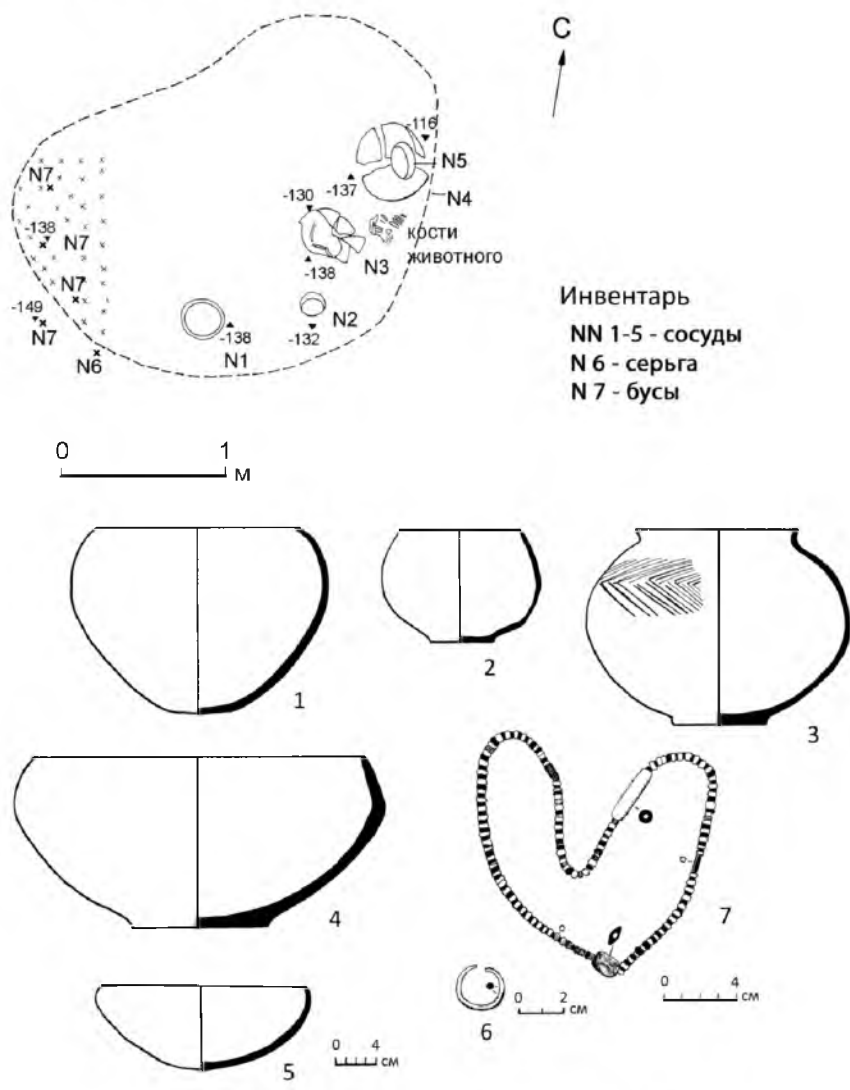 С
-116
N7
N5
-137
N4
-130
-138
N7
кости
животного
N7
-138
N3
-149
N7
N2
-138
-132
N1
N6
Инвентарь
NN 1-5 - сосуды
N 6 - серьга
N 7 - бусы
0 1
м
1
2
3
4
7
0 4
см
0 2
см
6
0 4
см
5